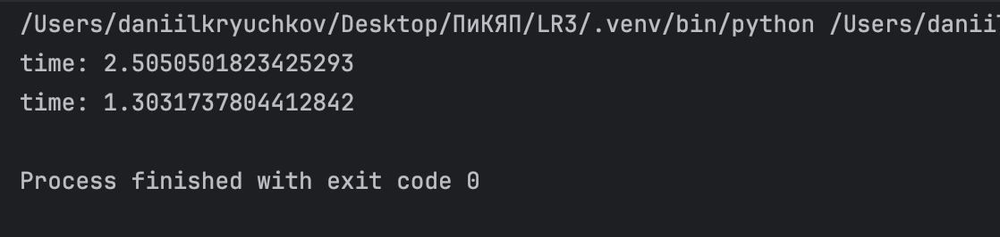 /Users/daniilkryuchkov/Desktop/ПиКЯП/LR3/.venv/bin/python /Users/daniil
time: 2.5050501823425293
time: 1.3031737804412842
Process finished with exit code 0